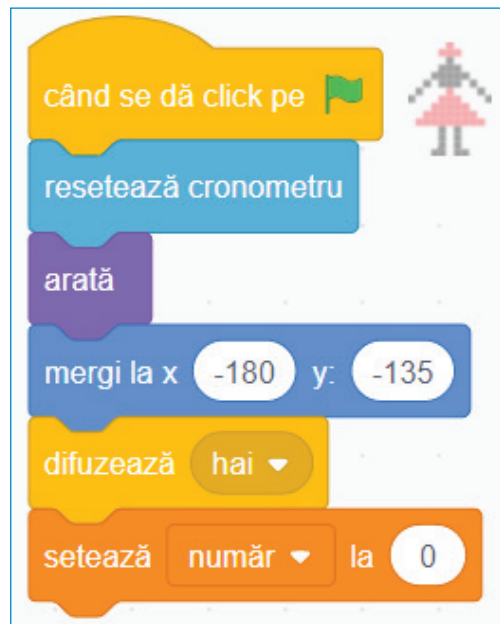 când se dă click pe
resetează cronometru
arată
mergi la x -180 y: -135
difuzează hai
setează număr la 0